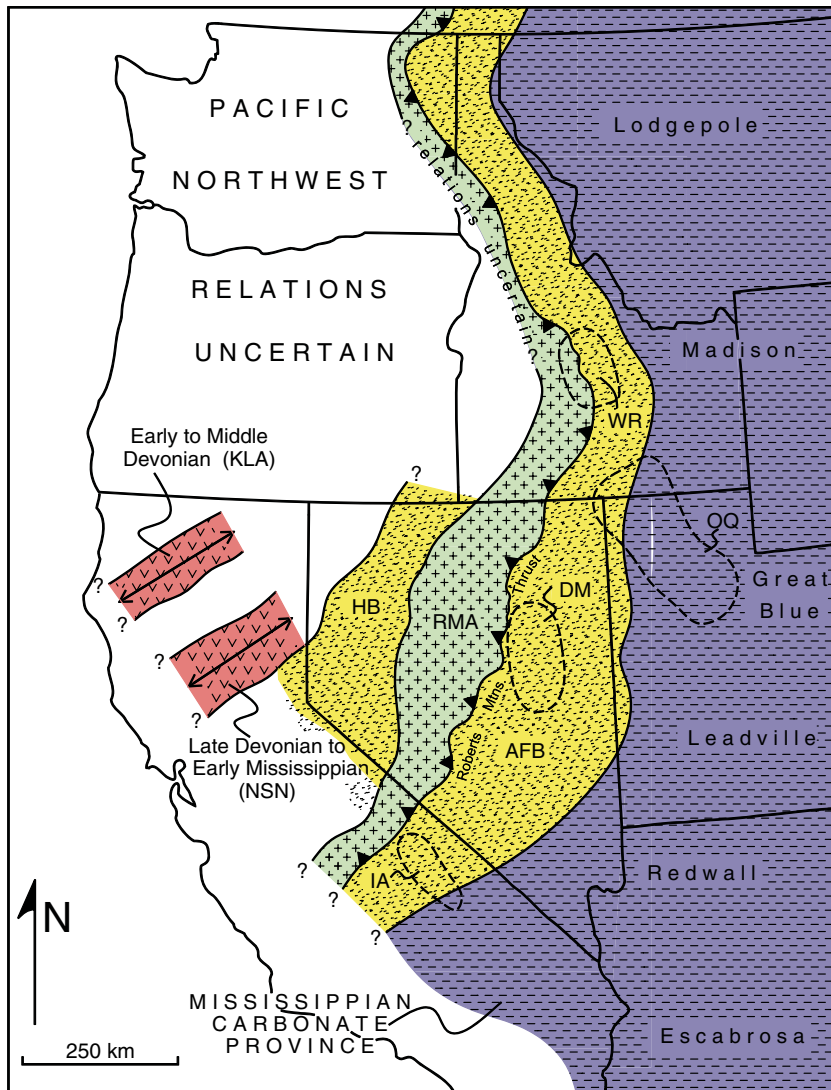 PACIFIC
NORTHWEST
RELATIONS
UNCERTAIN
? relations uncertain?
Lodgepole
Madison
WR
Early to Middle
Devonian (KLA)
?
OQ
Great
Blue
?
?
HB
RMA
Thrust
DM
Mtns
Roberts
?
?
Late Devonian to
Early Mississippian
(NSN)
AFB
Leadville
Redwall
?
IA
?
?
N
MISSISSIPPIAN
CARBONATE
PROVINCE
Escabrosa
250 km